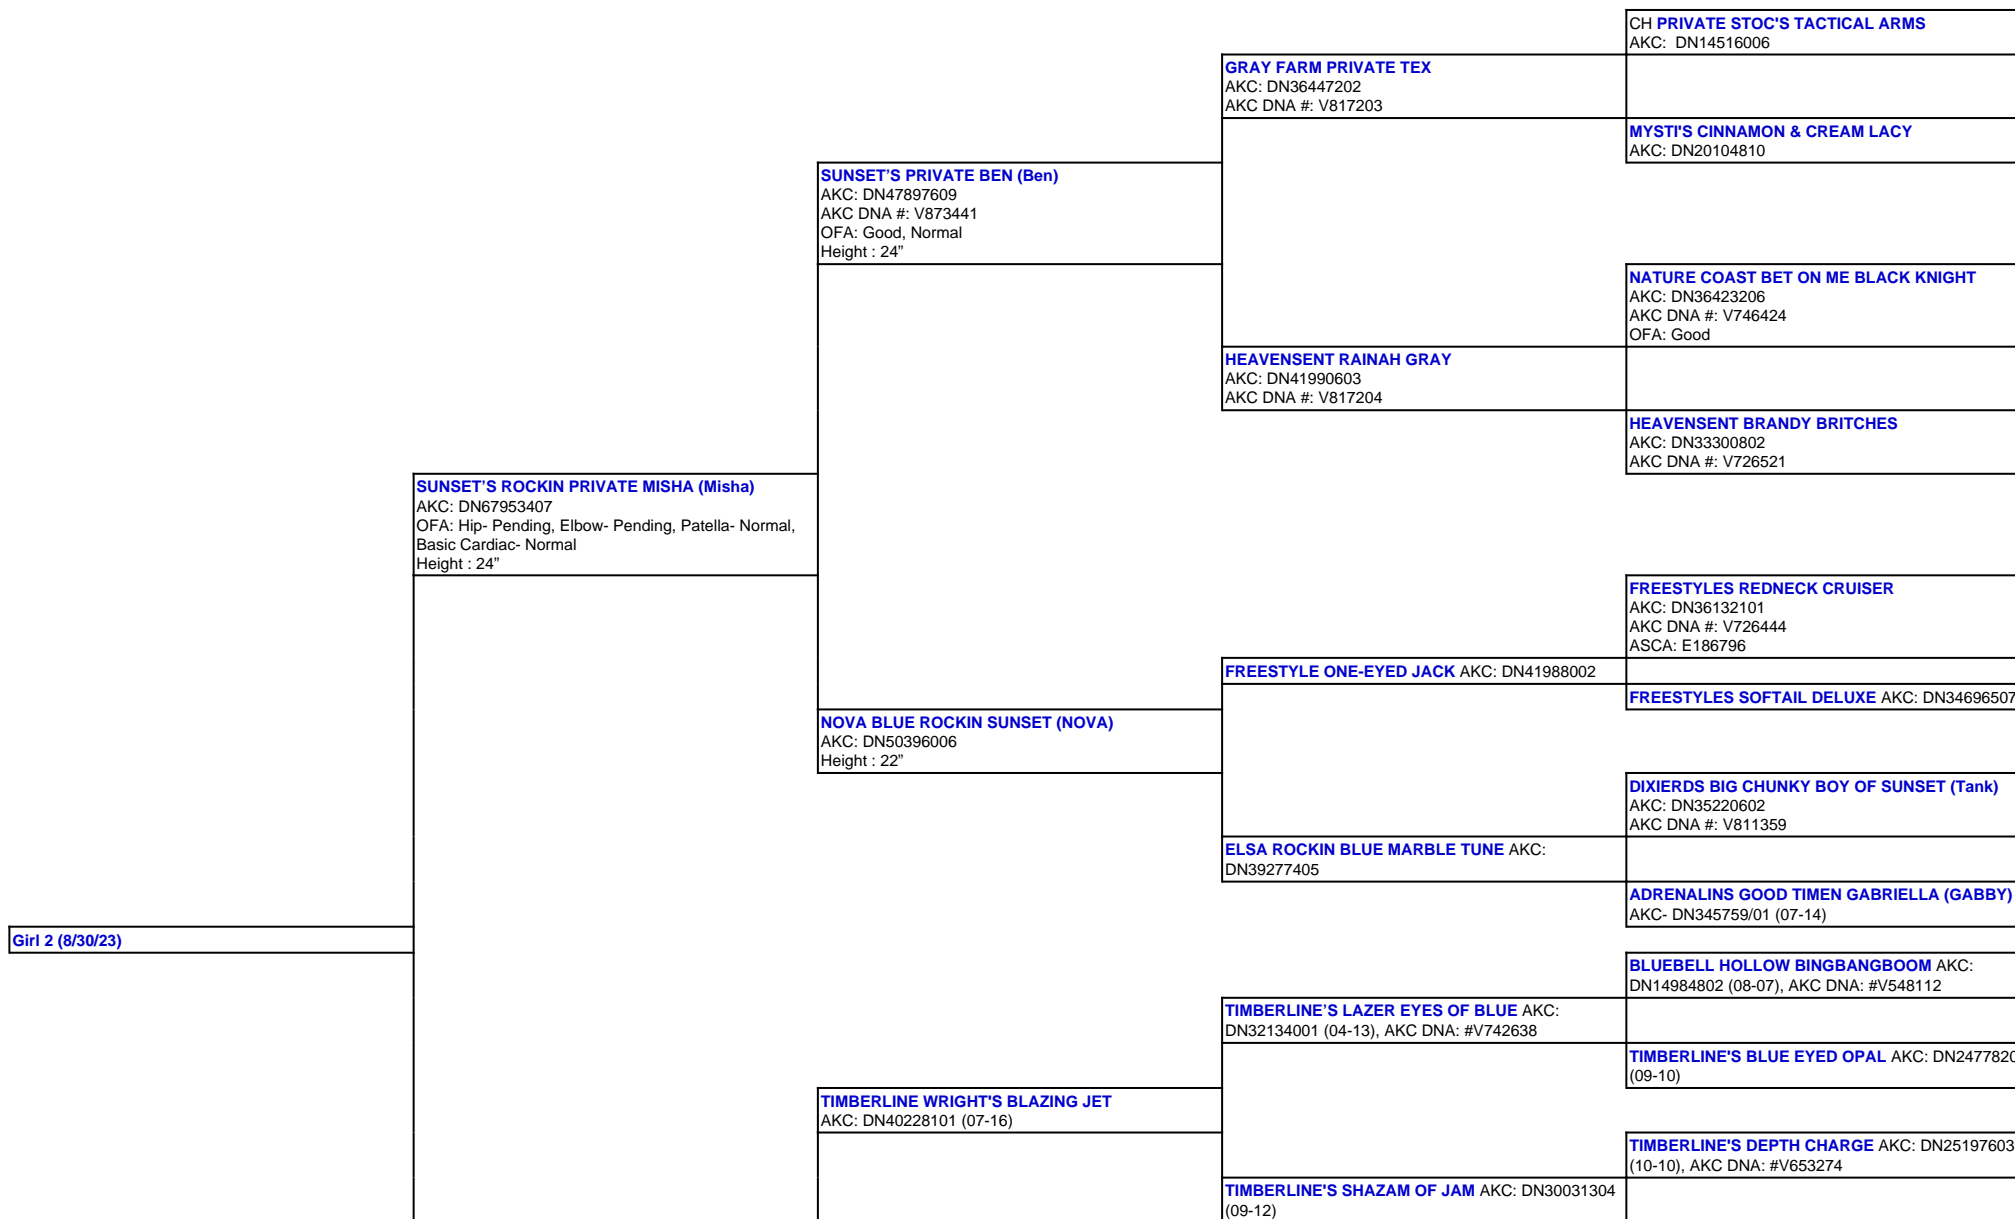 CH PRIVATE STOC'S TACTICAL ARMS
AKC: DN14516006
GRAY FARM PRIVATE TEX
AKC: DN36447202
AKC DNA #: V817203
MYSTI'S CINNAMON & CREAM LACY
AKC: DN20104810
SUNSET’S PRIVATE BEN (Ben)
AKC: DN47897609
AKC DNA #: V873441
OFA: Good, Normal
Height : 24”
NATURE COAST BET ON ME BLACK KNIGHT
AKC: DN36423206
AKC DNA #: V746424
OFA: Good
HEAVENSENT RAINAH GRAY
AKC: DN41990603
AKC DNA #: V817204
HEAVENSENT BRANDY BRITCHES
AKC: DN33300802
AKC DNA #: V726521
SUNSET’S ROCKIN PRIVATE MISHA (Misha)
AKC: DN67953407
OFA: Hip- Pending, Elbow- Pending, Patella- Normal,
Basic Cardiac- Normal
Height : 24”
FREESTYLES REDNECK CRUISER
AKC: DN36132101
AKC DNA #: V726444
ASCA: E186796
FREESTYLE ONE-EYED JACK AKC: DN41988002
FREESTYLES SOFTAIL DELUXE AKC: DN34696507
NOVA BLUE ROCKIN SUNSET (NOVA)
AKC: DN50396006
Height : 22”
DIXIERDS BIG CHUNKY BOY OF SUNSET (Tank)
AKC: DN35220602
AKC DNA #: V811359
ELSA ROCKIN BLUE MARBLE TUNE AKC:
DN39277405
ADRENALINS GOOD TIMEN GABRIELLA (GABBY)
AKC- DN345759/01 (07-14)
Girl 2 (8/30/23)
BLUEBELL HOLLOW BINGBANGBOOM AKC:
DN14984802 (08-07), AKC DNA: #V548112
TIMBERLINE’S LAZER EYES OF BLUE AKC:
DN32134001 (04-13), AKC DNA: #V742638
TIMBERLINE'S BLUE EYED OPAL AKC: DN2477820
(09-10)
TIMBERLINE WRIGHT'S BLAZING JET
AKC: DN40228101 (07-16)
TIMBERLINE'S DEPTH CHARGE AKC: DN25197603
(10-10), AKC DNA: #V653274
TIMBERLINE'S SHAZAM OF JAM AKC: DN30031304
(09-12)